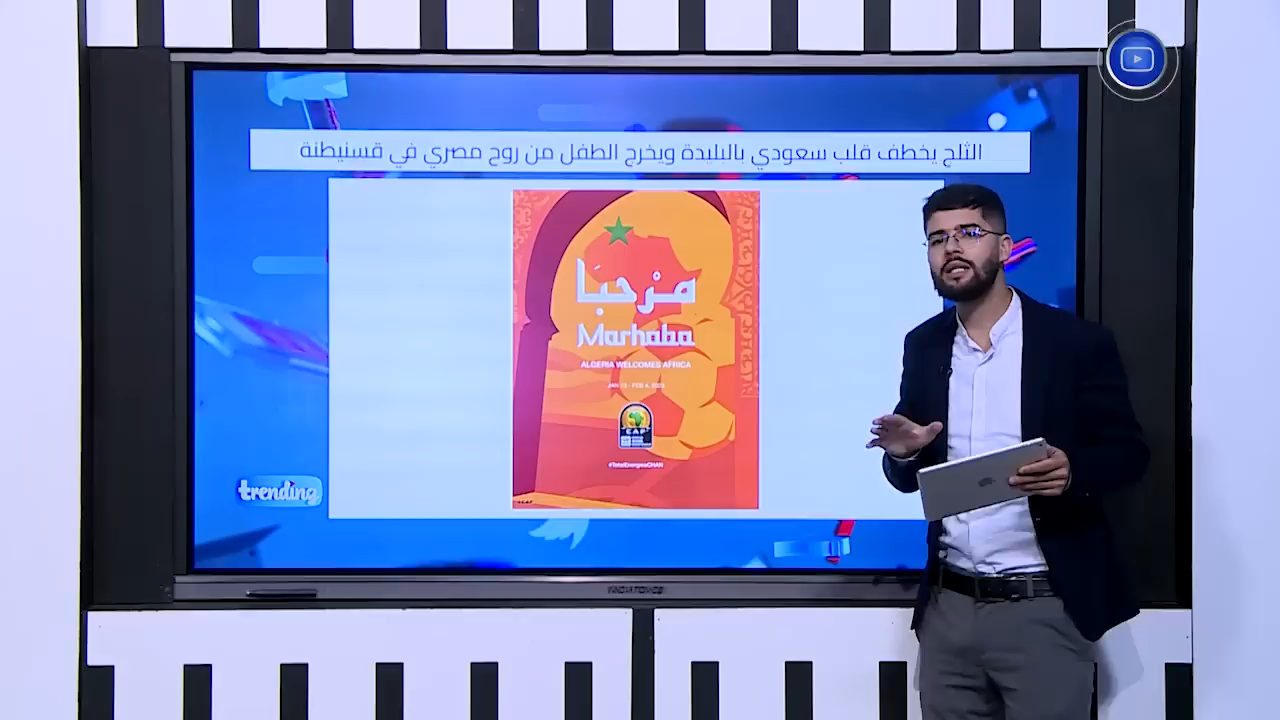 الثلج يخطف قلب سعودي بالبليدة ويخرج الطفل من روح مصري في قسنيطنة
مرحبا
Marhaba
ALGERIA WELCOMES AFRICA
CAF
#TotalEnergiesCHAN
trending